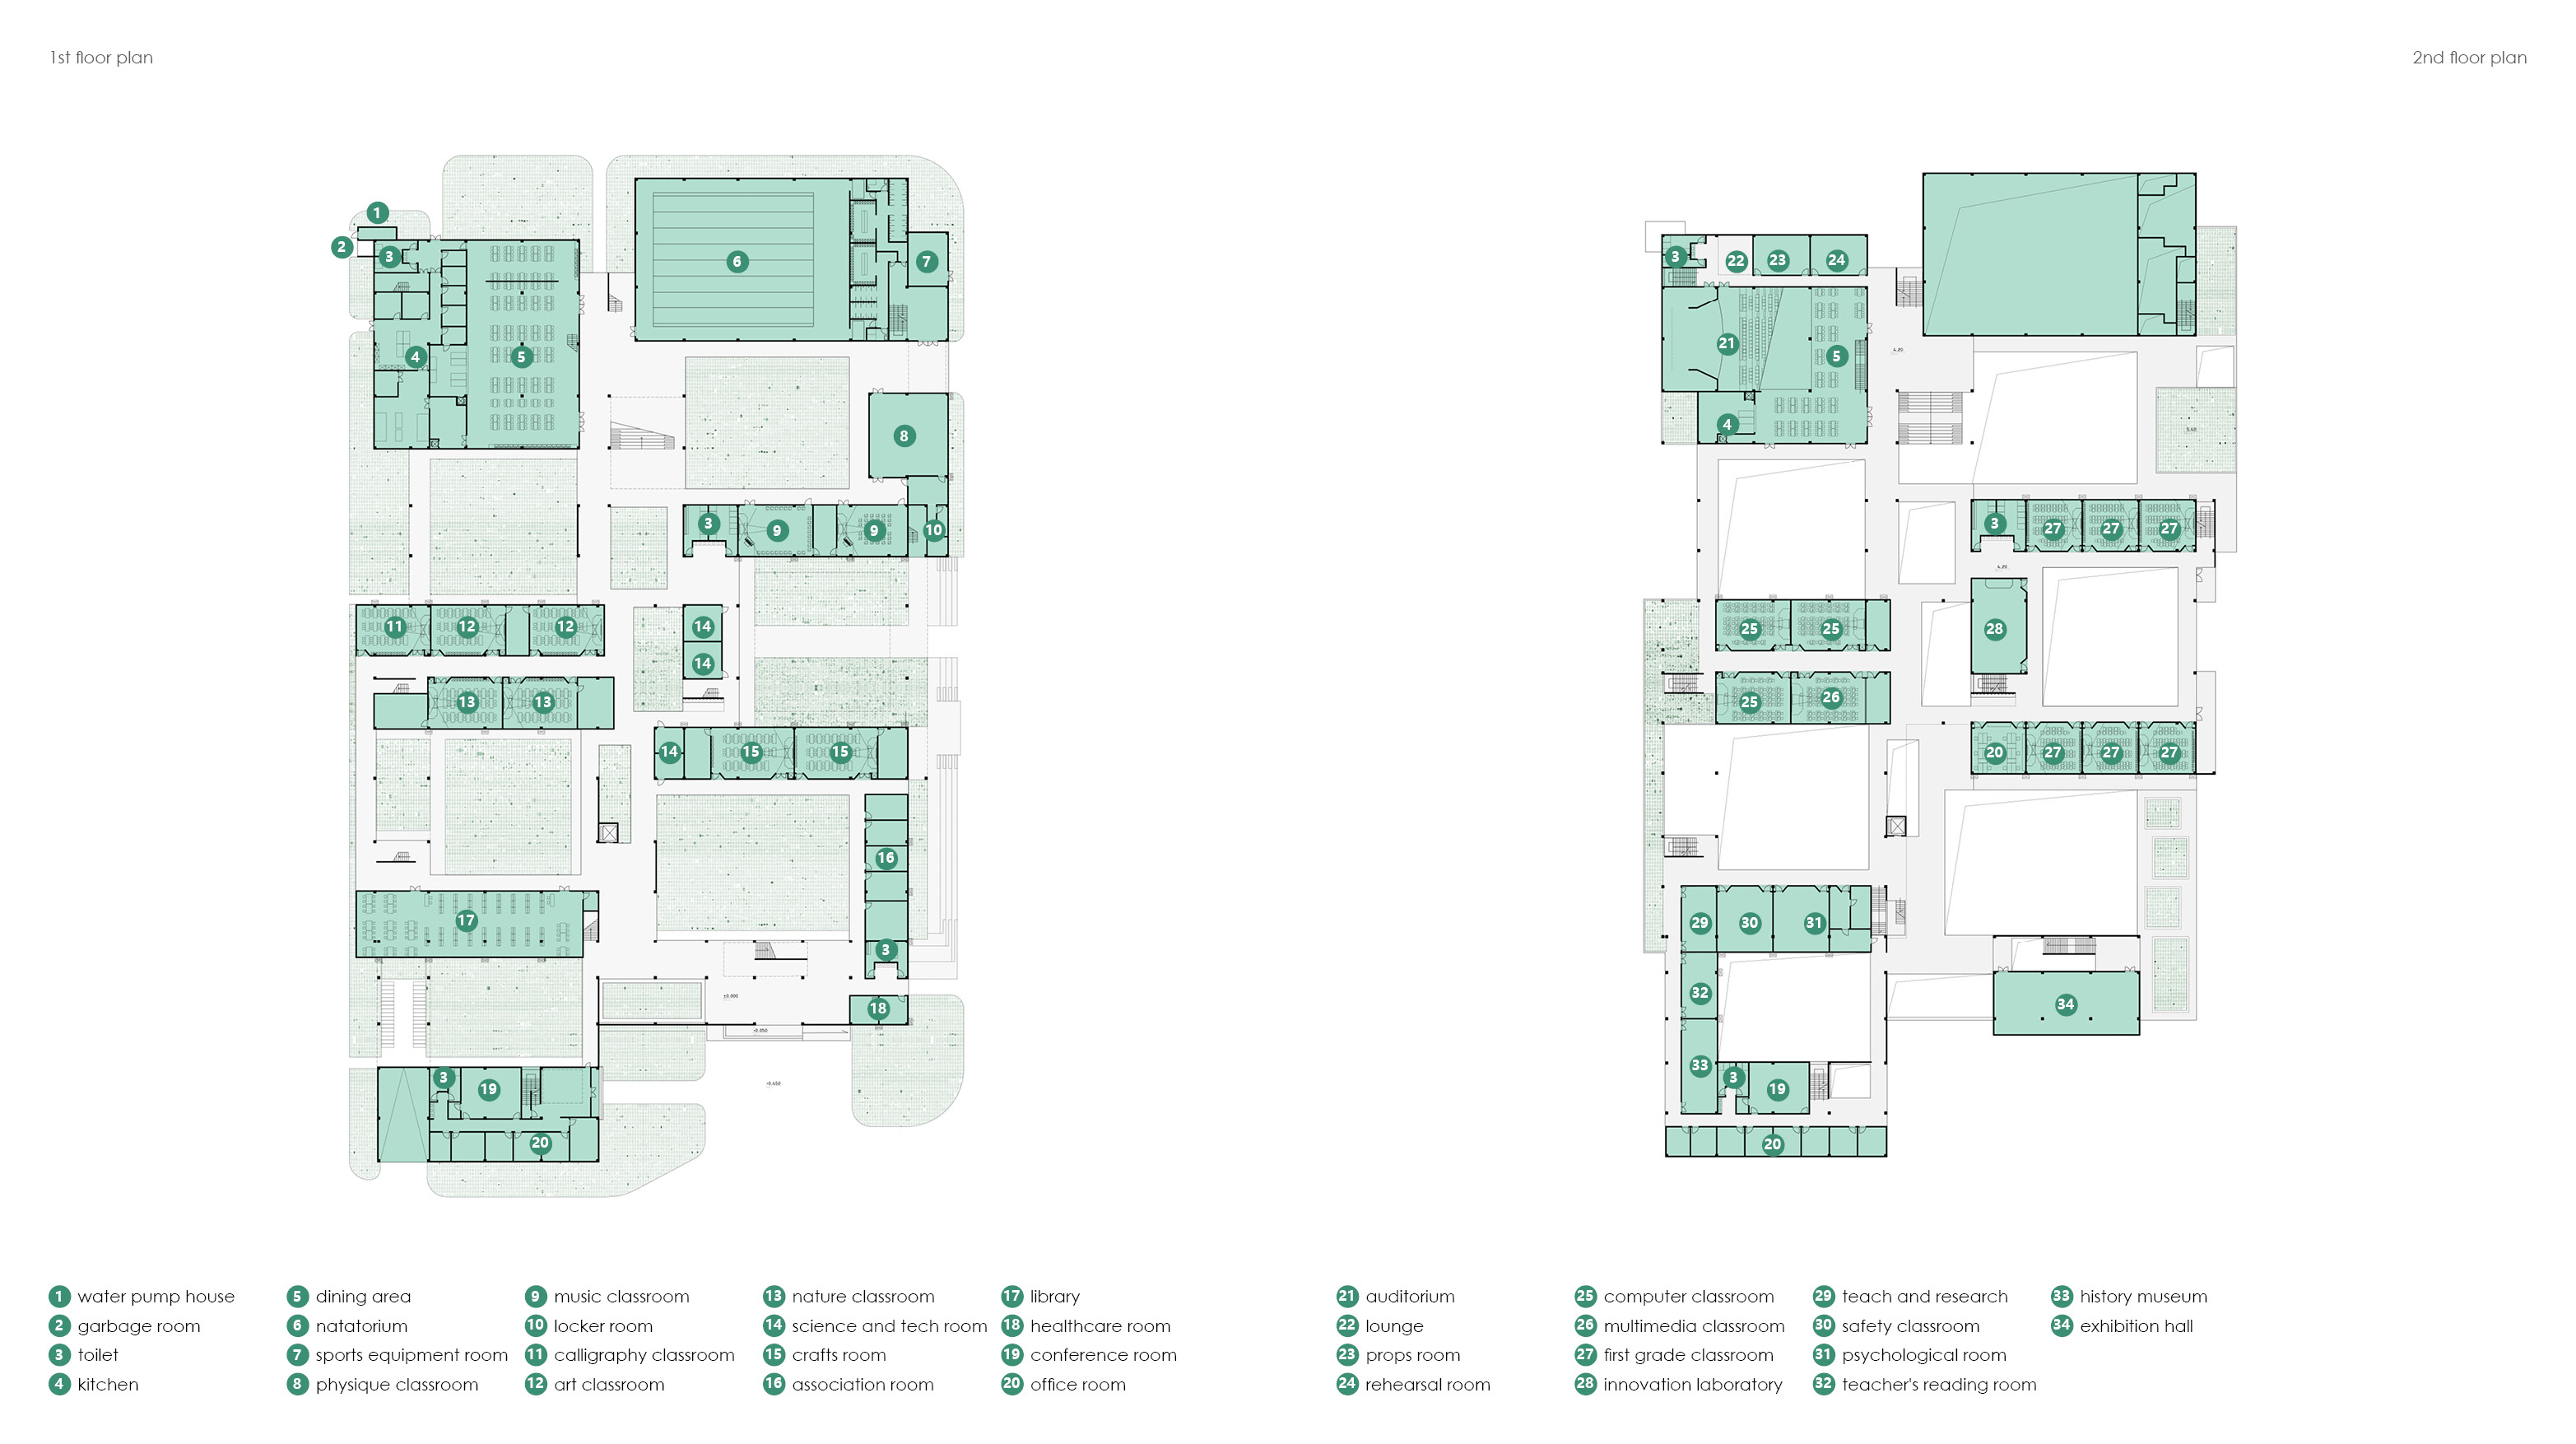 1st floor plan
2nd floor plan
1
2
3
4
5
6
7
8
3
9
9
10
11
12
12
14
14
13
13
14
15
15
16
17
3
18
±0.000
3
19
20
3
22
23
24
21
5
4
4.20
3
27
27
27
4.20
25
25
28
25
26
20
27
27
27
29
30
31
32
34
33
3
19
20
1 water pump house
2 garbage room
3 toilet
4 kitchen
5 dining area
6 natatorium
7 sports equipment room
8 physique classroom
9 music classroom
10 locker room
11 calligraphy classroom
12 art classroom
13 nature classroom
14 science and tech room
15 crafts room
16 association room
17 library
18 healthcare room
19 conference room
20 office room
21 auditorium
22 lounge
23 props room
24 rehearsal room
25 computer classroom
26 multimedia classroom
27 first grade classroom
28 innovation laboratory
29 teach and research
30 safety classroom
31 psychological room
32 teacher's reading room
33 history museum
34 exhibition hall